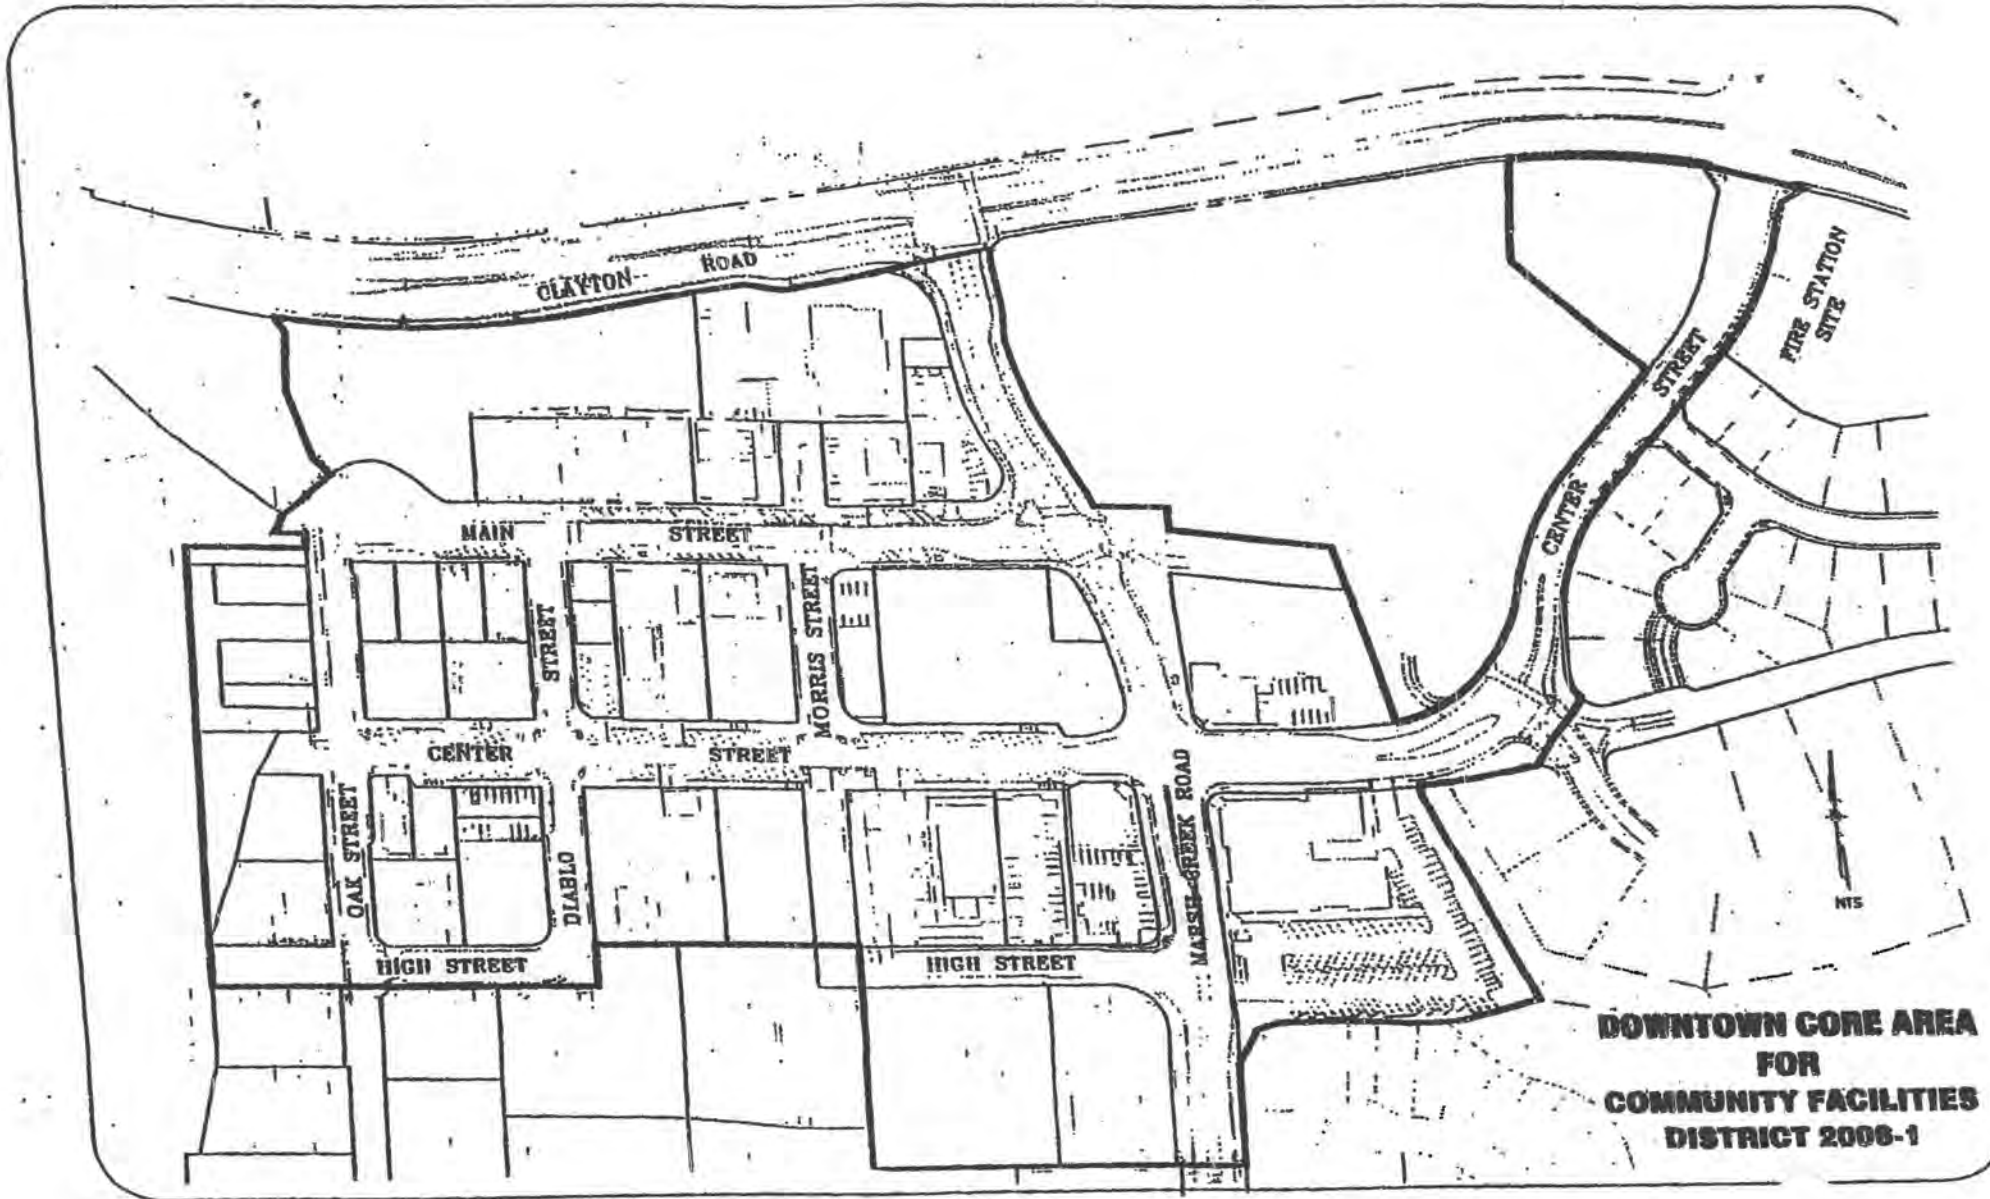 CLAYTON ROAD
FIRE STATION
SITE
CENTER STREET
MAIN STREET
MORRIS STREET
DIABLO STREET
CENTER STREET
OAK STREET
MARSH CREEK ROAD
HIGH STREET
HIGH STREET
NTS
DOWNTOWN CORE AREA
FOR
COMMUNITY FACILITIES
DISTRICT 2006-1